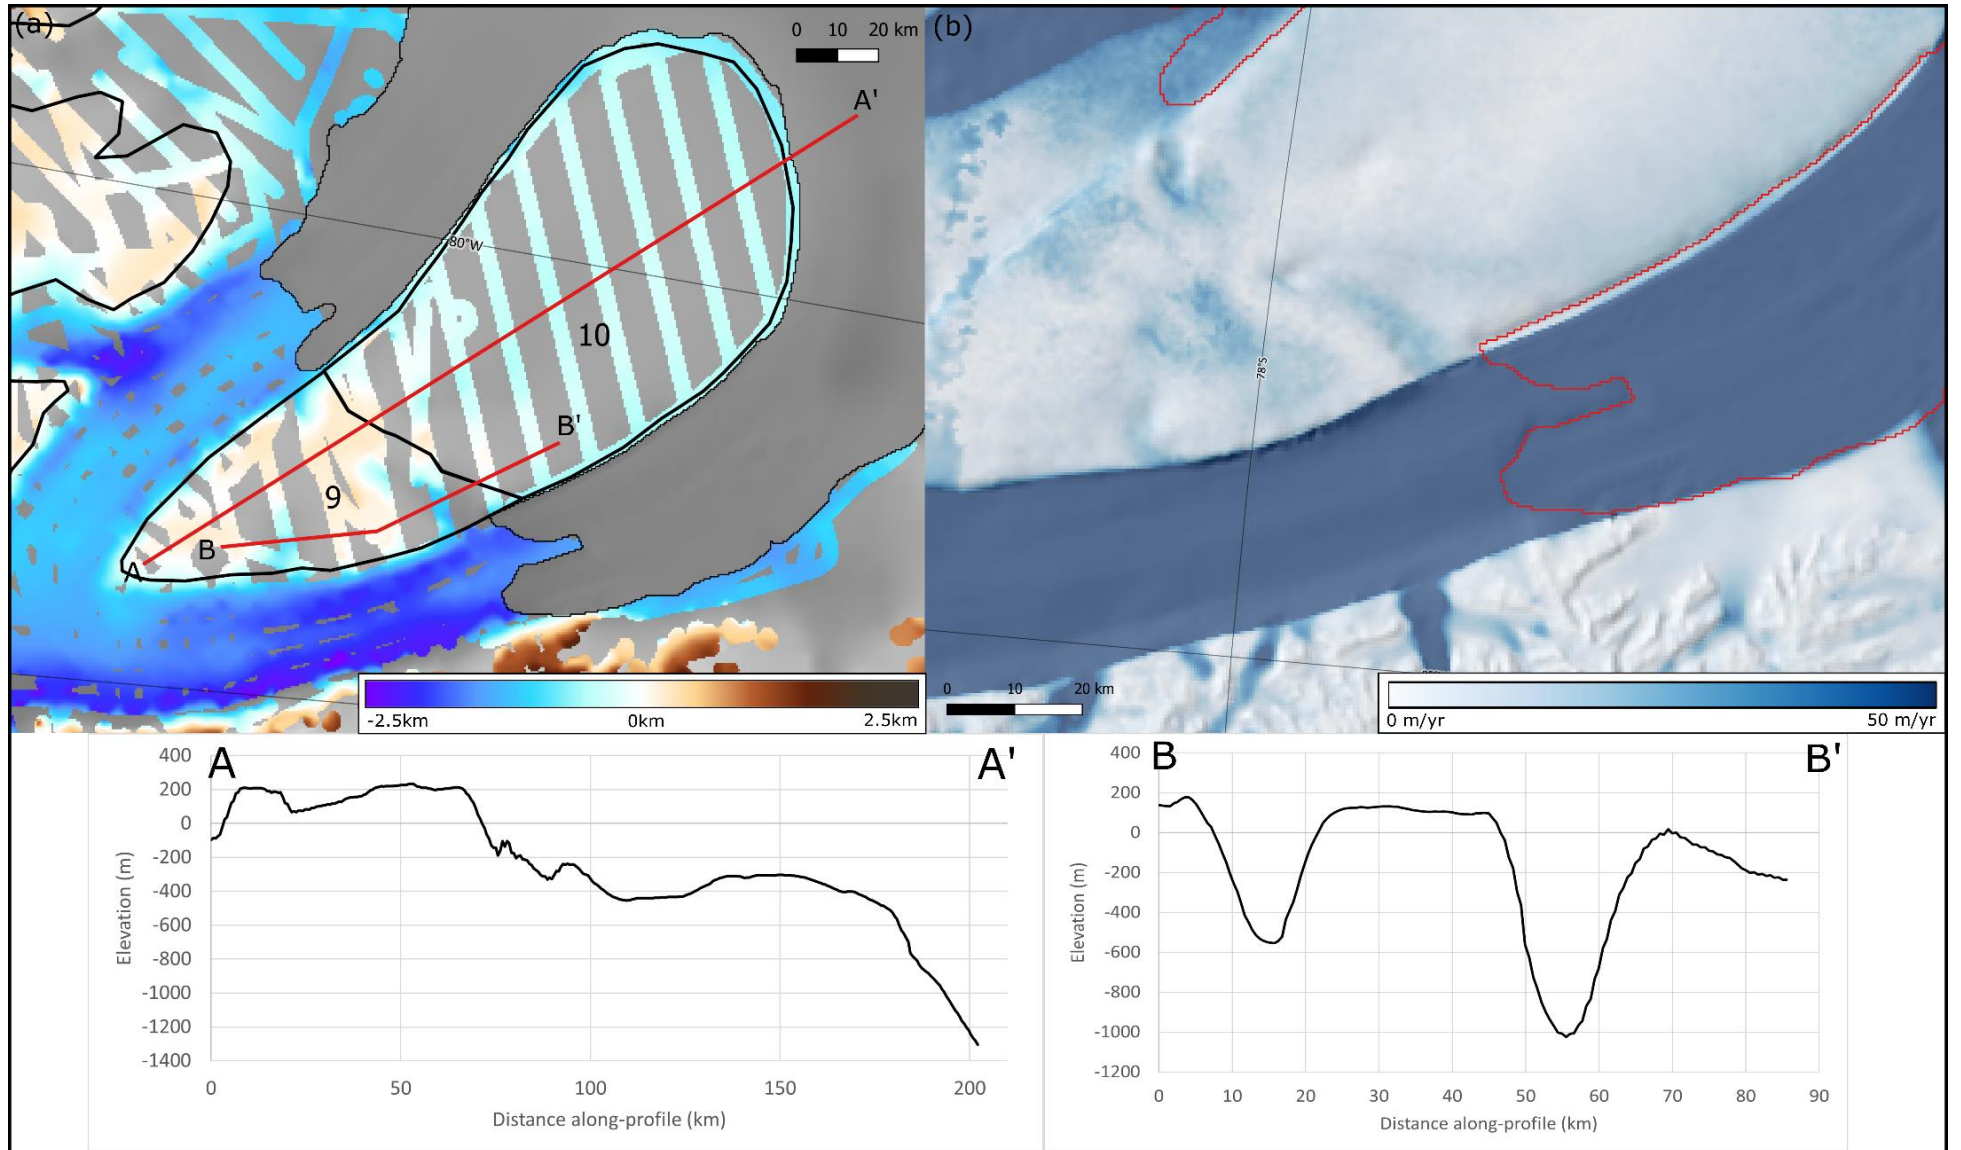 (a)
0 10 20 km
A'
80°W
10
B'
9
B
A
-2.5km 0km 2.5km
(b)
78°S
0 10 20 km
0 m/yr 50 m/yr
A A'
400
200
0
-200
-400
-600
-800
-1000
-1200
-1400
Elevation (m)
0 50 100 150 200
Distance along-profile (km)
B B'
400
200
0
-200
-400
-600
-800
-1000
-1200
Elevation (m)
0 10 20 30 40 50 60 70 80 90
Distance along-profile (km)